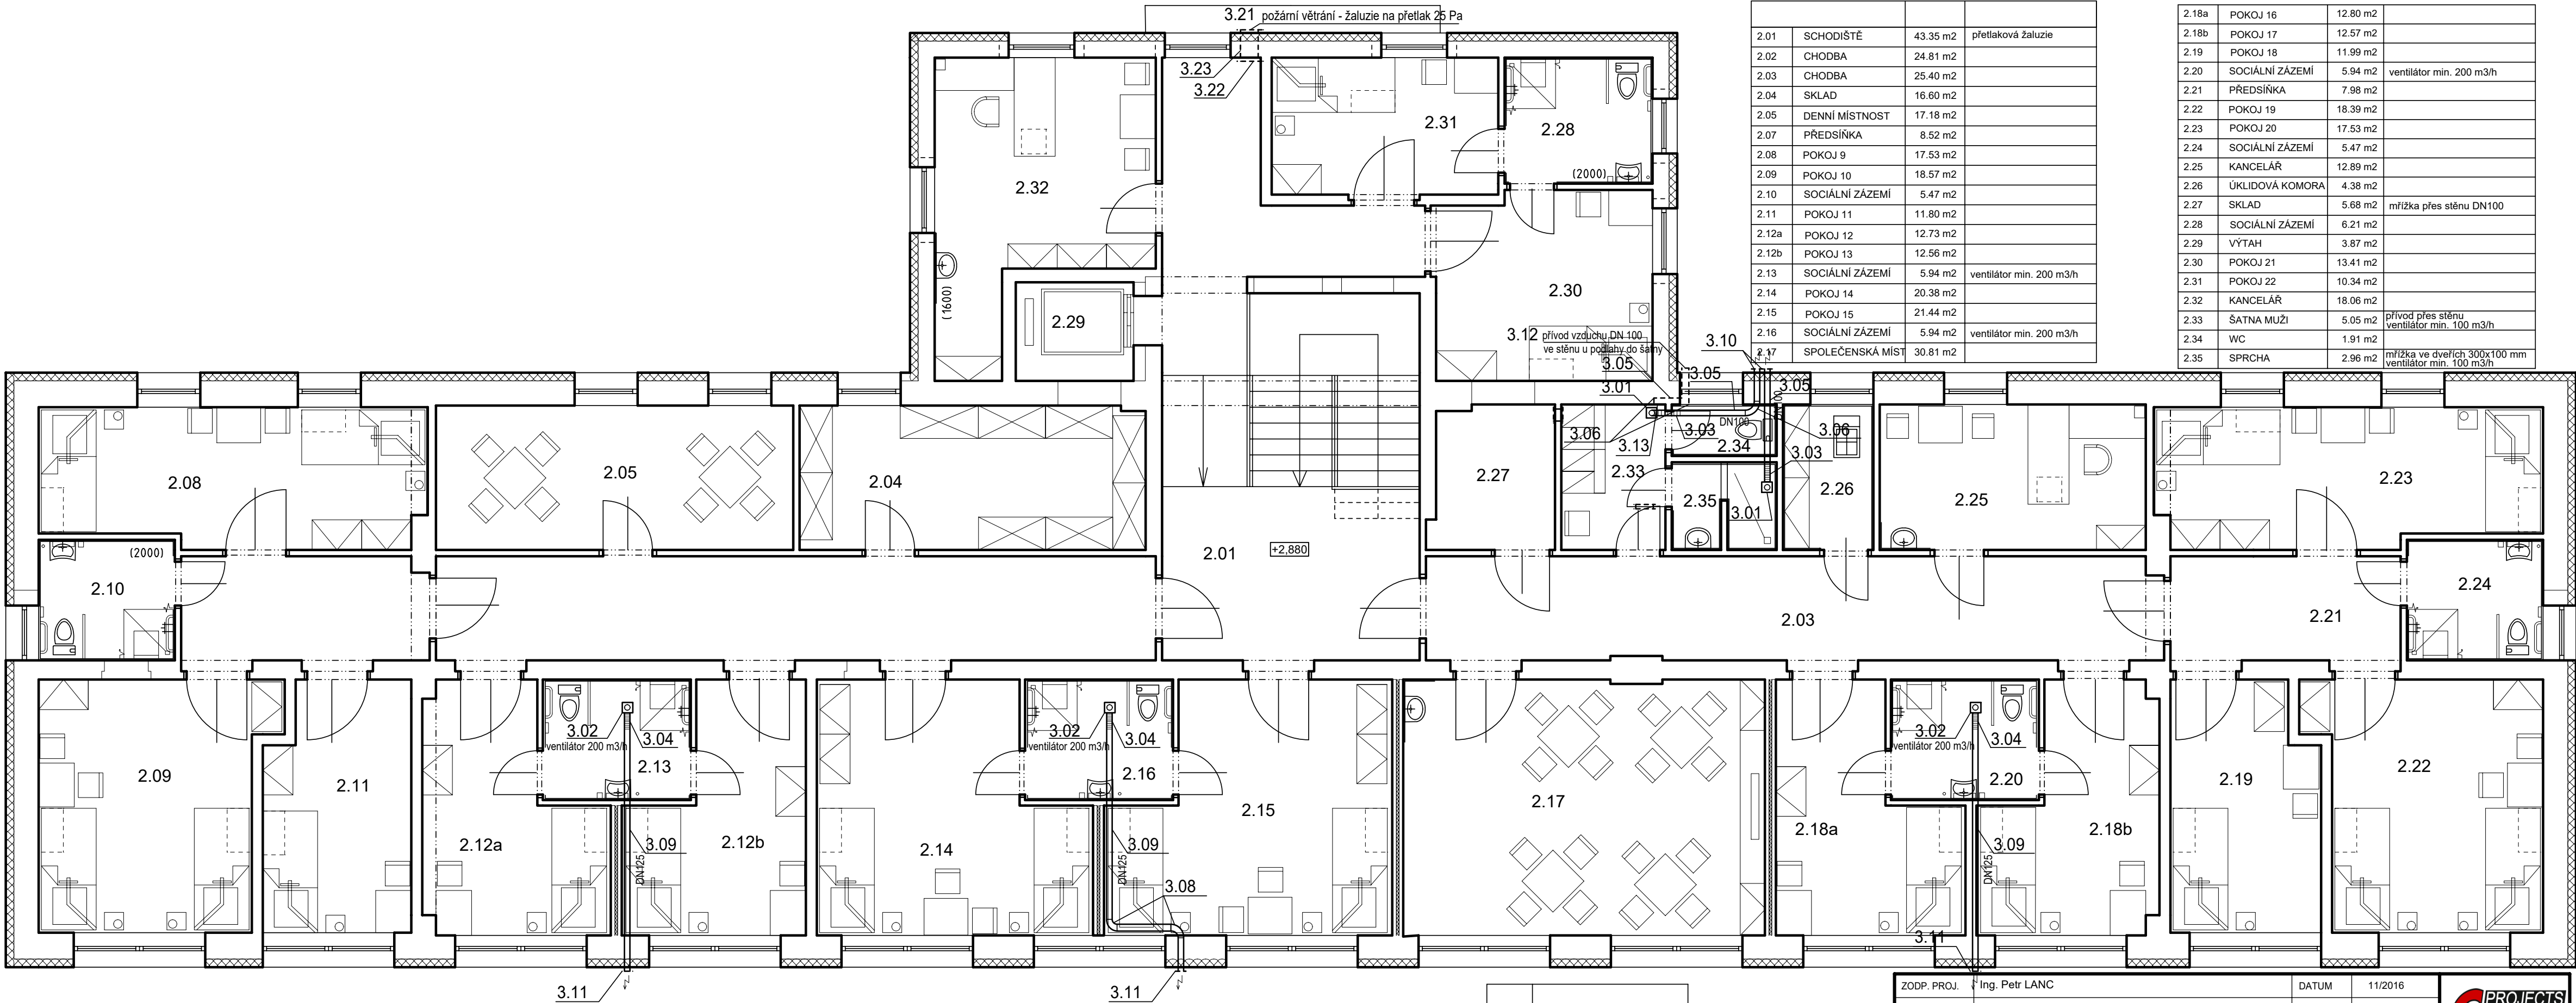 3.21 požární větrání - žaluzie na přetlak 25 Pa
3.23
3.22
2.31
2.28
(2000)
2.32
(1600)
2.29
2.30
3.12 přívod vzduchu DN 100
ve stěnu u podlahy do šatny
3.10
3.05
3.05
3.05
3.01
3.06
3.13
3.03
DN100
2.34
3.06
3.03
2.33
2.35
3.01
2.26
2.27
2.25
2.23
2.08
2.05
2.04
2.01
+2,880
(2000)
2.10
2.03
2.21
2.24
2.09
2.11
3.02
ventilátor 200 m3/h
3.04
2.13
3.02
ventilátor 200 m3/h
3.04
2.16
3.02
ventilátor 200 m3/h
3.04
2.20
2.19
2.22
2.12a
3.09
DN125
2.12b
2.14
3.09
DN125
3.08
2.15
2.17
2.18a
3.09
DN125
2.18b
3.11
3.11
3.11
2.01 SCHODIŠTĚ 43.35 m2 přetlaková žaluzie
2.02 CHODBA 24.81 m2
2.03 CHODBA 25.40 m2
2.04 SKLAD 16.60 m2
2.05 DENNÍ MÍSTNOST 17.18 m2
2.07 PŘEDSÍŇKA 8.52 m2
2.08 POKOJ 9 17.53 m2
2.09 POKOJ 10 18.57 m2
2.10 SOCIÁLNÍ ZÁZEMÍ 5.47 m2
2.11 POKOJ 11 11.80 m2
2.12a POKOJ 12 12.73 m2
2.12b POKOJ 13 12.56 m2
2.13 SOCIÁLNÍ ZÁZEMÍ 5.94 m2 ventilátor min. 200 m3/h
2.14 POKOJ 14 20.38 m2
2.15 POKOJ 15 21.44 m2
2.16 SOCIÁLNÍ ZÁZEMÍ 5.94 m2 ventilátor min. 200 m3/h
2.17 SPOLEČENSKÁ MÍST 30.81 m2
2.18a POKOJ 16 12.80 m2
2.18b POKOJ 17 12.57 m2
2.19 POKOJ 18 11.99 m2
2.20 SOCIÁLNÍ ZÁZEMÍ 5.94 m2 ventilátor min. 200 m3/h
2.21 PŘEDSÍŇKA 7.98 m2
2.22 POKOJ 19 18.39 m2
2.23 POKOJ 20 17.53 m2
2.24 SOCIÁLNÍ ZÁZEMÍ 5.47 m2
2.25 KANCELÁŘ 12.89 m2
2.26 ÚKLIDOVÁ KOMORA 4.38 m2
2.27 SKLAD 5.68 m2 mřížka přes stěnu DN100
2.28 SOCIÁLNÍ ZÁZEMÍ 6.21 m2
2.29 VÝTAH 3.87 m2
2.30 POKOJ 21 13.41 m2
2.31 POKOJ 22 10.34 m2
2.32 KANCELÁŘ 18.06 m2
2.33 ŠATNA MUŽI 5.05 m2 přívod přes stěnu
ventilátor min. 100 m3/h
2.34 WC 1.91 m2
2.35 SPRCHA 2.96 m2 mřížka ve dveřích 300x100 mm
ventilátor min. 100 m3/h
ZODP. PROJ. Ing. Petr LANC DATUM 11/2016
PROJECTS